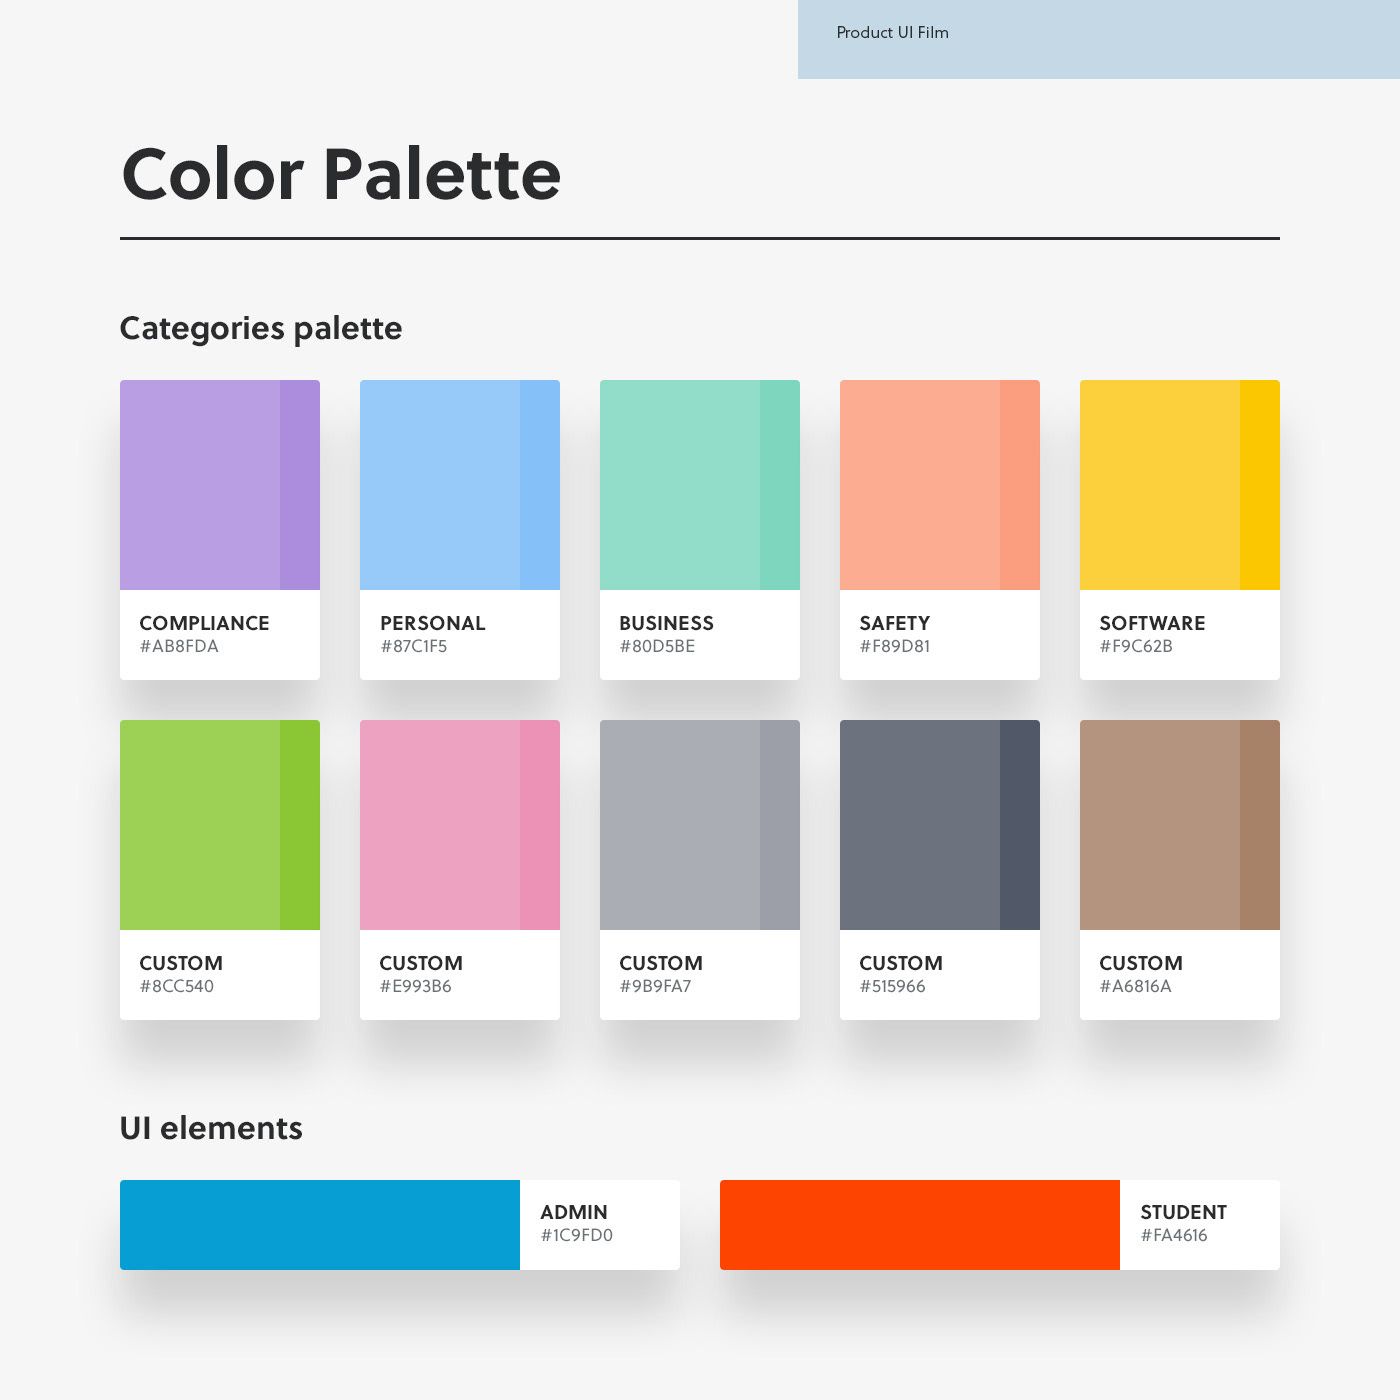 Product UI Film
Color Palette
Categories palette
COMPLIANCE
#AB8FDA
PERSONAL
#87C1F5
BUSINESS
#80D5BE
SAFETY
#F89D81
SOFTWARE
#F9C62B
CUSTOM
#8CC540
CUSTOM
#E993B6
CUSTOM
#9B9FA7
CUSTOM
#515966
CUSTOM
#A6816A
UI elements
ADMIN
#1C9FD0
STUDENT
#FA4616